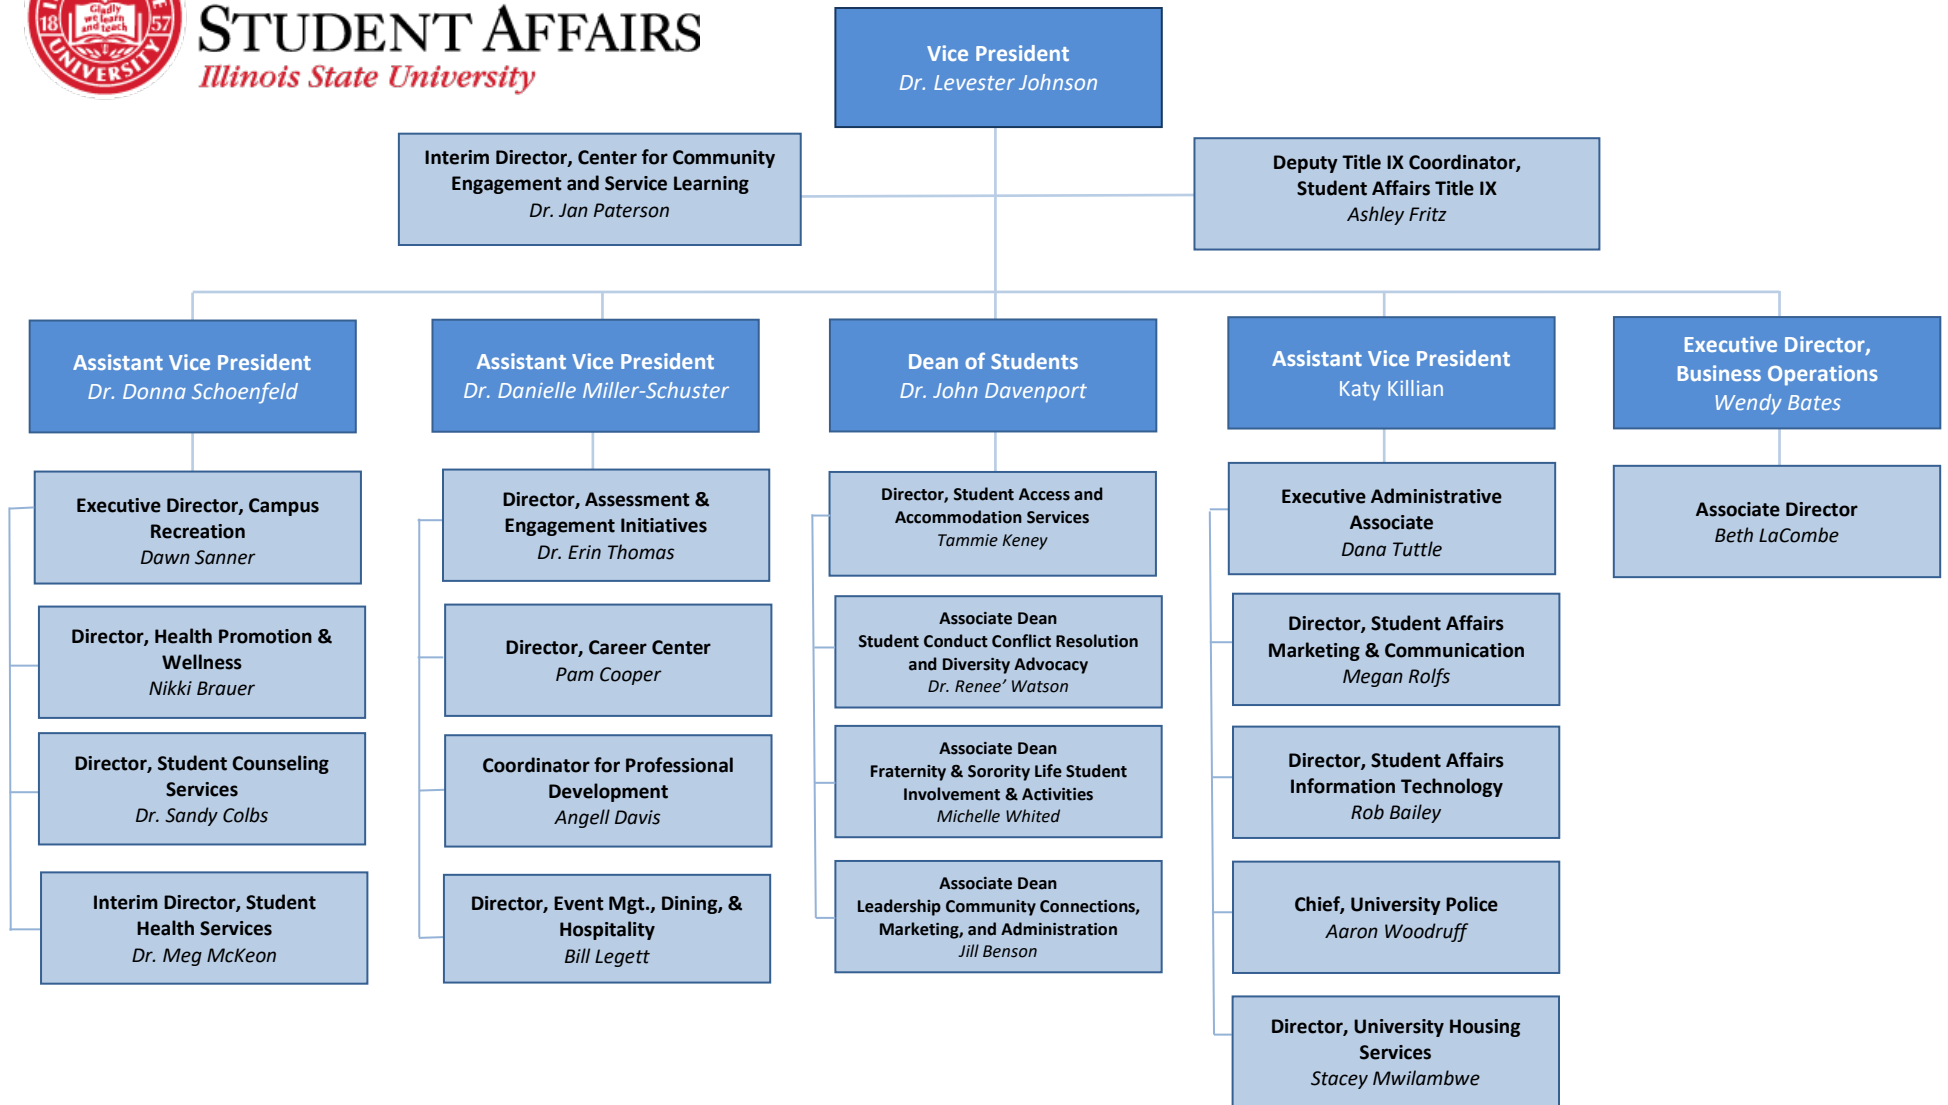 18 57
Gladly
we learn
and teach
UNIVERSITY
STUDENT AFFAIRS
Illinois State University
Vice President
Dr. Levester Johnson
Interim Director, Center for Community
Engagement and Service Learning
Dr. Jan Paterson
Deputy Title IX Coordinator,
Student Affairs Title IX
Ashley Fritz
Assistant Vice President
Dr. Donna Schoenfeld
Executive Director, Campus
Recreation
Dawn Sanner
Director, Health Promotion &
Wellness
Nikki Brauer
Director, Student Counseling
Services
Dr. Sandy Colbs
Interim Director, Student
Health Services
Dr. Meg McKeon
Assistant Vice President
Dr. Danielle Miller-Schuster
Director, Assessment &
Engagement Initiatives
Dr. Erin Thomas
Director, Career Center
Pam Cooper
Coordinator for Professional
Development
Angell Davis
Director, Event Mgt., Dining, &
Hospitality
Bill Legett
Dean of Students
Dr. John Davenport
Director, Student Access and
Accommodation Services
Tammie Keney
Associate Dean
Student Conduct Conflict Resolution
and Diversity Advocacy
Dr. Renee’ Watson
Associate Dean
Fraternity & Sorority Life Student
Involvement & Activities
Michelle Whited
Associate Dean
Leadership Community Connections,
Marketing, and Administration
Jill Benson
Assistant Vice President
Katy Killian
Executive Administrative
Associate
Dana Tuttle
Director, Student Affairs
Marketing & Communication
Megan Rolfs
Director, Student Affairs
Information Technology
Rob Bailey
Chief, University Police
Aaron Woodruff
Director, University Housing
Services
Stacey Mwilambwe
Executive Director,
Business Operations
Wendy Bates
Associate Director
Beth LaCombe